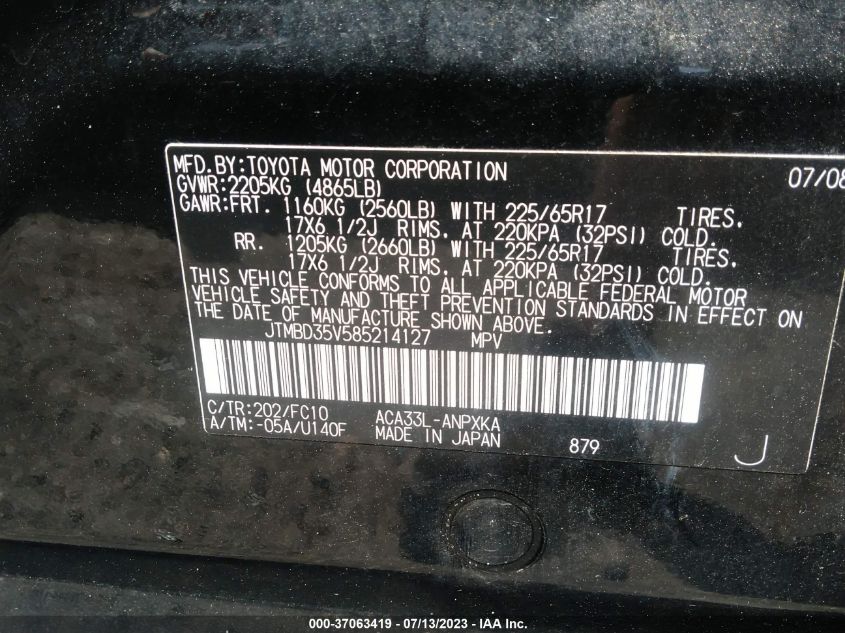 MFD.BY:TOYOTA MOTOR CORPORATION 07/08
GVWR:2205KG (4865LB)
GAWR:FRT. 1160KG (2560LB) WITH 225/65R17 TIRES.
17X6 1/2J RIMS. AT 220KPA (32PSI) COLD.
RR. 1205KG (2660LB) WITH 225/65R17 TIRES.
17X6 1/2J RIMS. AT 220KPA (32PSI) COLD.
THIS VEHICLE CONFORMS TO ALL APPLICABLE FEDERAL MOTOR
VEHICLE SAFETY AND THEFT PREVENTION STANDARDS IN EFFECT ON
THE DATE OF MANUFACTURE SHOWN ABOVE.
JTMBD35V585214127 MPV
C/TR:202/FC10 ACA33L-ANPXKA
A/TM:-05A/U140F MADE IN JAPAN 879 J
000-37063419 - 07/13/2023 - © IAA Inc.